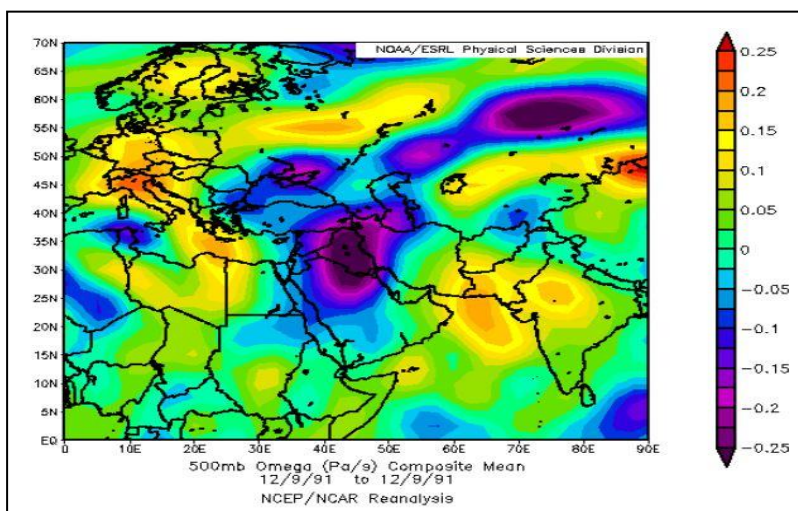 NOAA/ESRL Physical Sciences Division
70N
65N
60N
55N
50N
45N
40N
35N
30N
25N
20N
15N
10N
5N
EQ
0 10E 20E 30E 40E 50E 60E 70E 80E 90E
0.25
0.2
0.15
0.1
0.05
0
-0.05
-0.1
-0.15
-0.2
-0.25
500mb Omega (Pa/s) Composite Mean
12/9/91 to 12/9/91
NCEP/NCAR Reanalysis